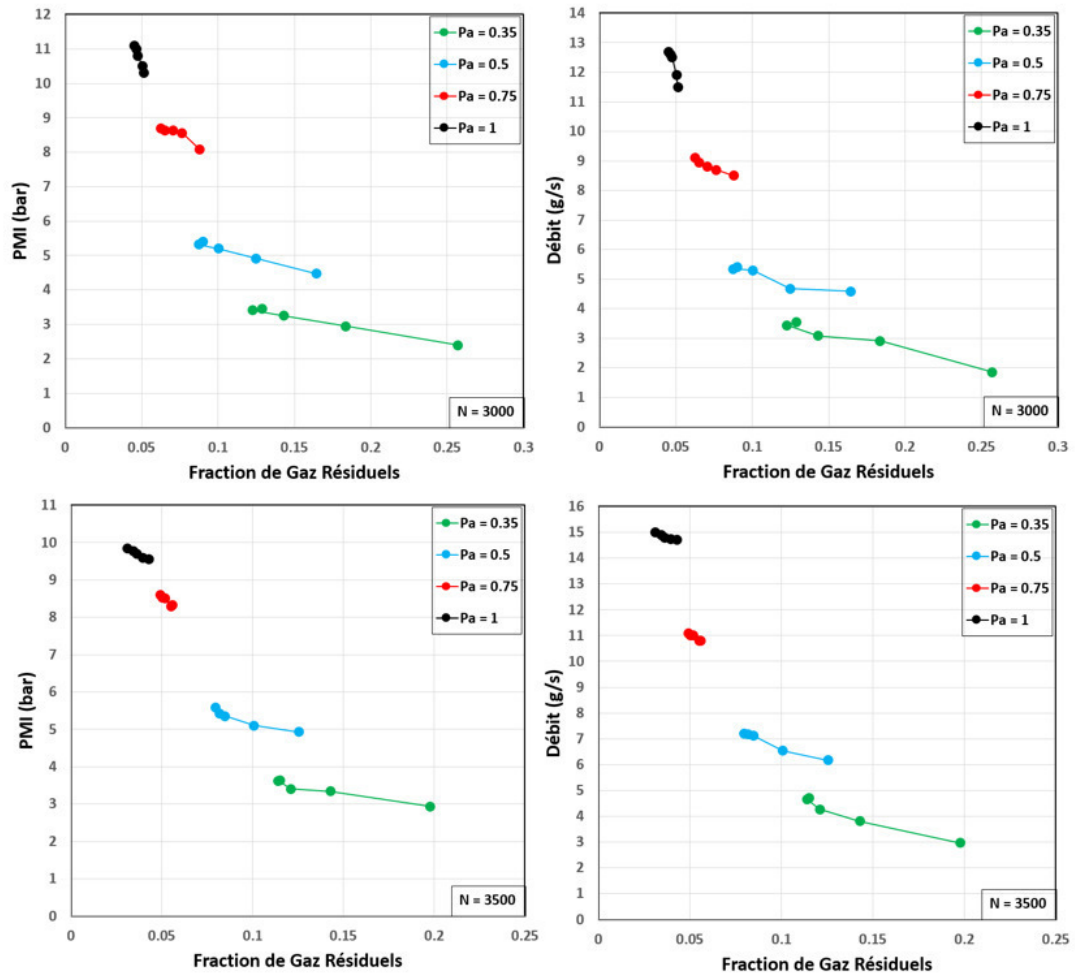 12
11
10
9
8
7
6
5
4
3
2
1
0
PMI (bar)
Pa = 0.35
Pa = 0.5
Pa = 0.75
Pa = 1
N = 3000
0 0.05 0.1 0.15 0.2 0.25 0.3
Fraction de Gaz Résiduels
14
13
12
11
10
9
8
7
6
5
4
3
2
1
0
Débit (g/s)
Pa = 0.35
Pa = 0.5
Pa = 0.75
Pa = 1
N = 3000
0 0.05 0.1 0.15 0.2 0.25 0.3
Fraction de Gaz Résiduels
11
10
9
8
7
6
5
4
3
2
1
0
PMI (bar)
Pa = 0.35
Pa = 0.5
Pa = 0.75
Pa = 1
N = 3500
0 0.05 0.1 0.15 0.2 0.25
Fraction de Gaz Résiduels
16
15
14
13
12
11
10
9
8
7
6
5
4
3
2
1
0
Débit (g/s)
Pa = 0.35
Pa = 0.5
Pa = 0.75
Pa = 1
N = 3500
0 0.05 0.1 0.15 0.2 0.25
Fraction de Gaz Résiduels